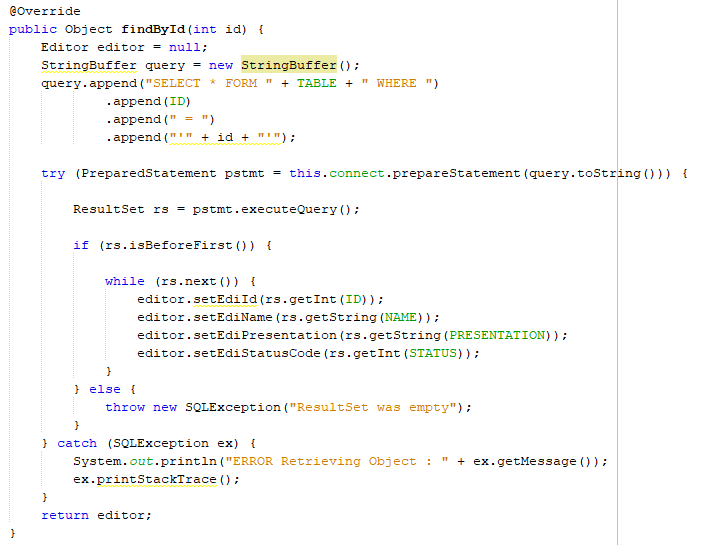 @Override
public Object findById(int id) {
    Editor editor = null;
    StringBuffer query = new StringBuffer();
    query.append("SELECT * FORM " + TABLE + " WHERE ")
            .append(ID)
            .append(" = ")
            .append("'" + id + "'");

    try (PreparedStatement pstmt = this.connect.prepareStatement(query.toString())) {

        ResultSet rs = pstmt.executeQuery();

        if (rs.isBeforeFirst()) {

            while (rs.next()) {
                editor.setEdiId(rs.getInt(ID));
                editor.setEdiName(rs.getString(NAME));
                editor.setEdiPresentation(rs.getString(PRESENTATION));
                editor.setEdiStatusCode(rs.getInt(STATUS));
            }
        } else {
            throw new SQLException("ResultSet was empty");
        }
    } catch (SQLException ex) {
        System.out.println("ERROR Retrieving Object : " + ex.getMessage());
        ex.printStackTrace();
    }
    return editor;
}